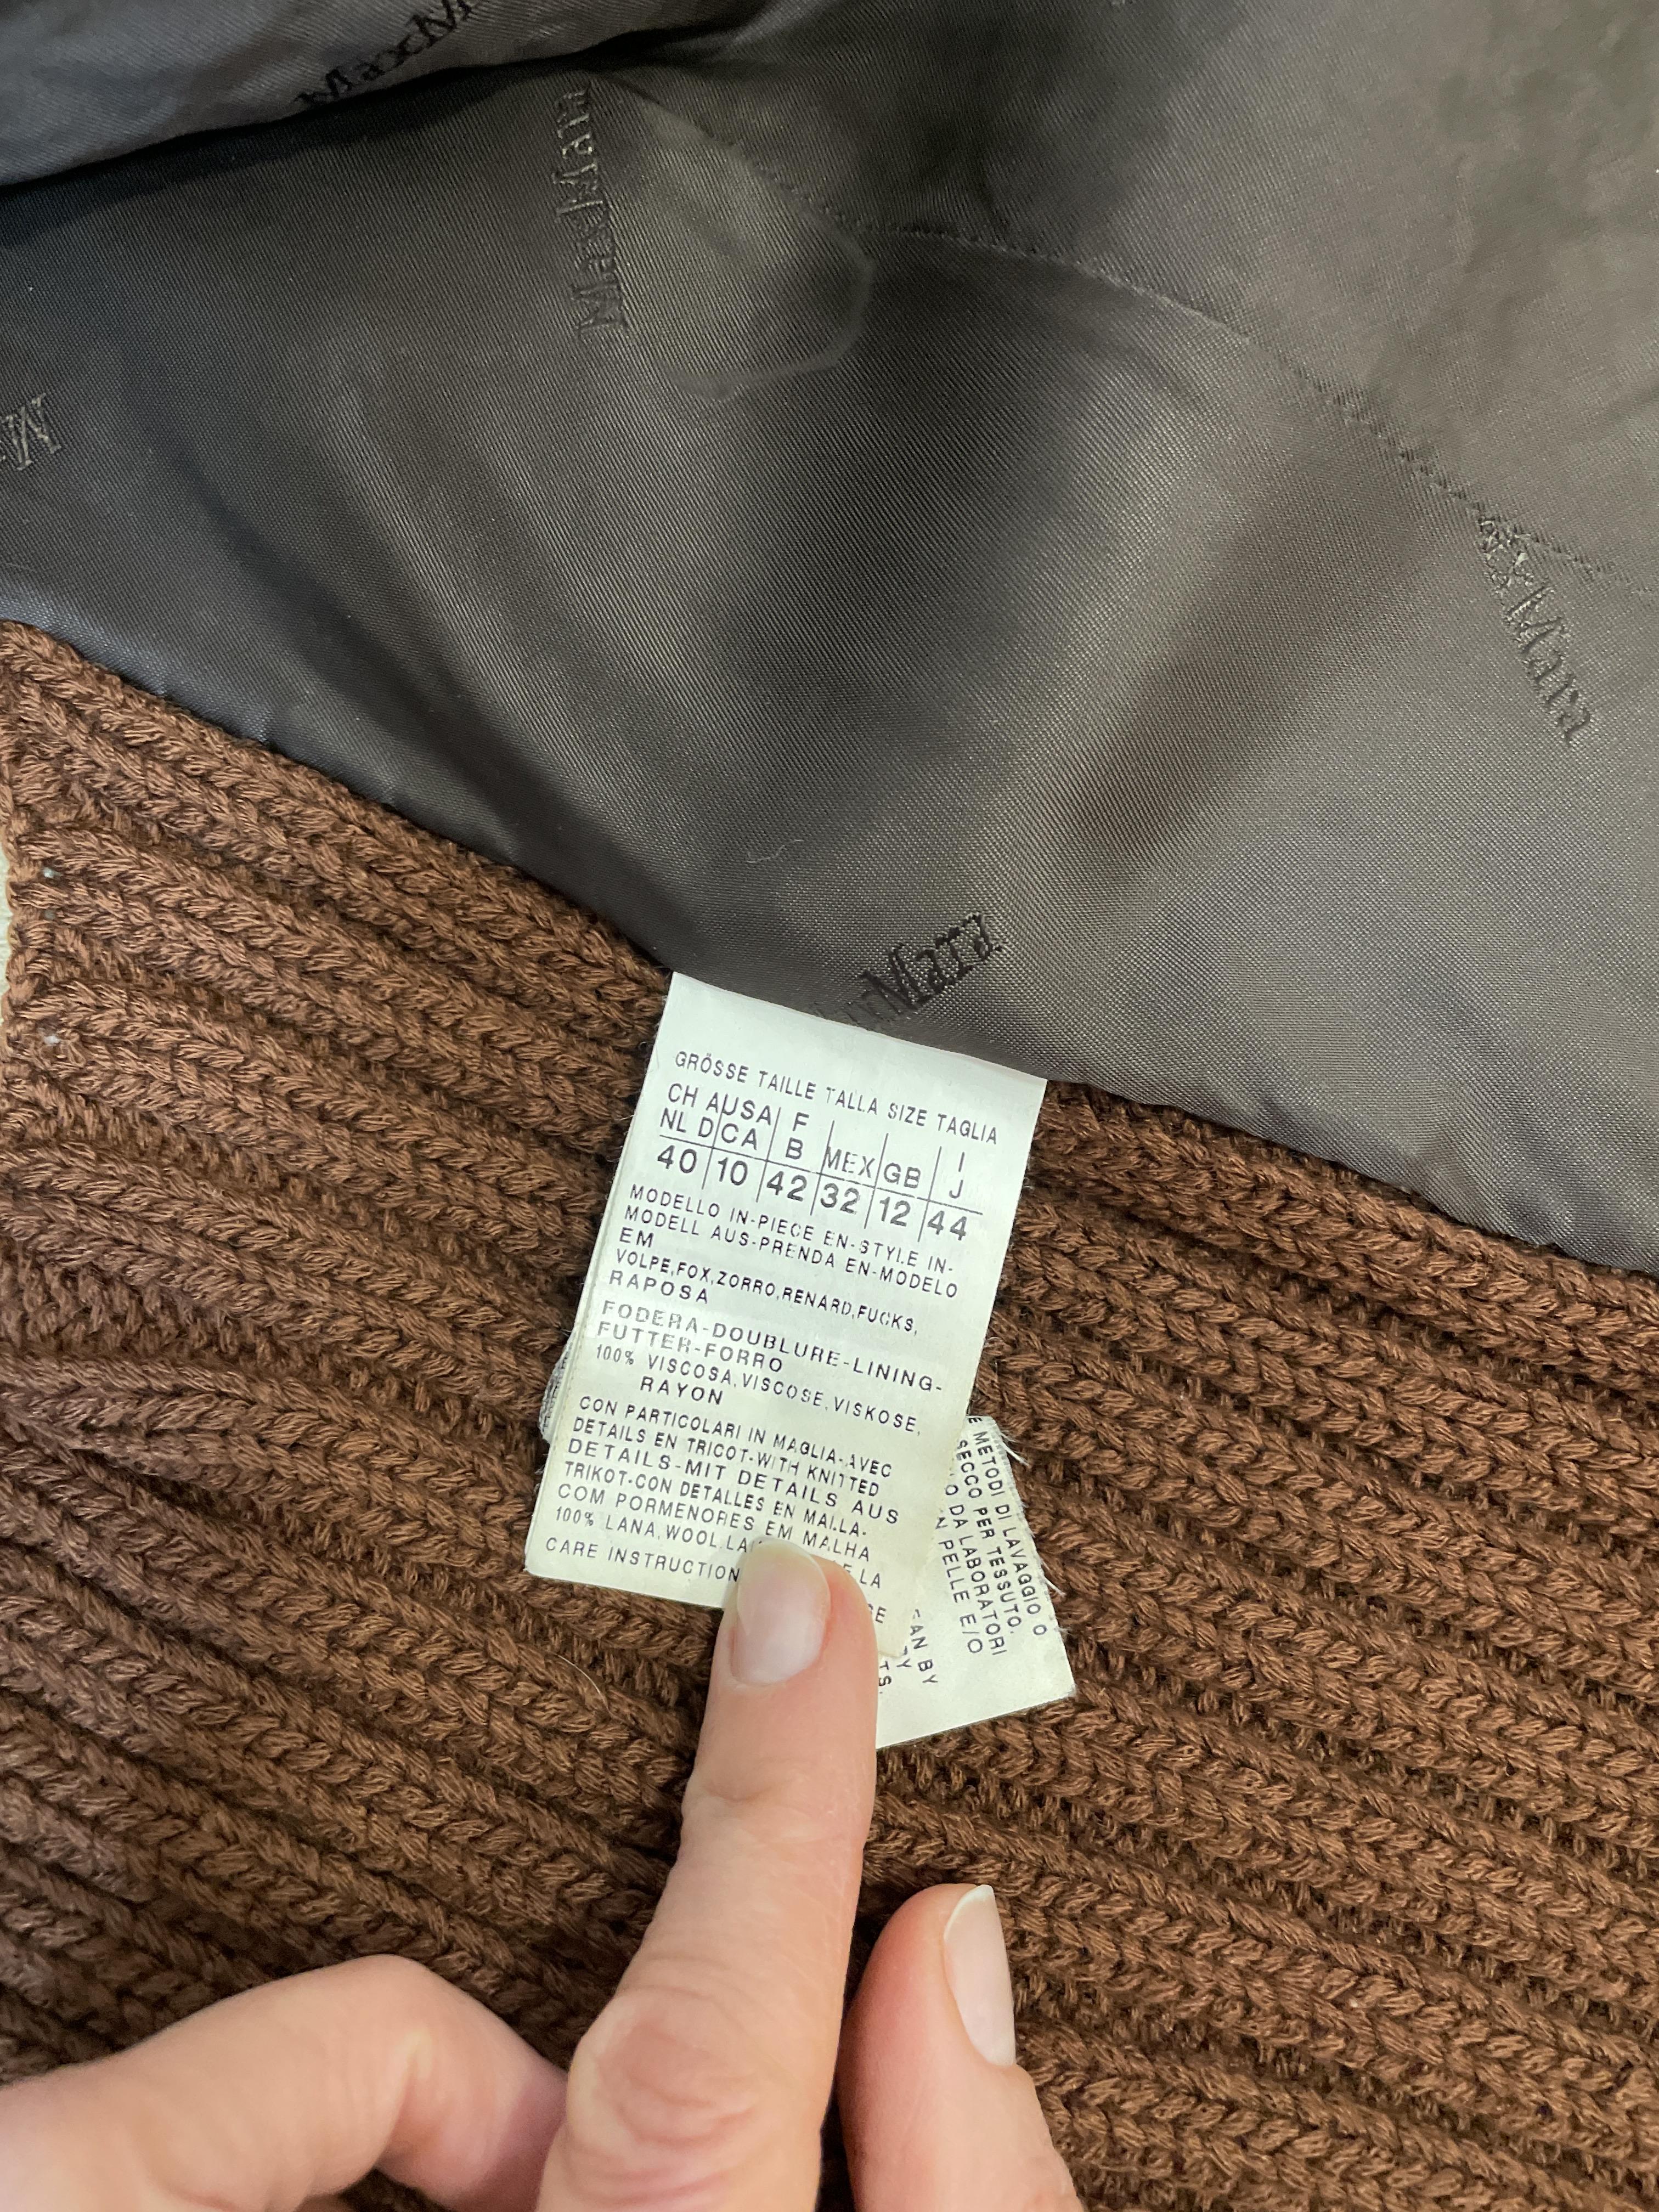 MaxMara
MaxMara
MaxMara
GRÖSSE TAILLE TALLA SIZE TAGLIA
CH A USA F I
NL D CA B MEX GB J
40 10 42 32 12 44
MODELLO IN-PIECE EN-STYLE IN-
MODELL AUS-PRENDA EN-MODELO
EM
VOLPE,FOX,ZORRO,RENARD,FUCKS,
RAPOSA
FODERA-DOUBLURE-LINING-
FUTTER-FORRO
100% VISCOSA,VISCOSE,VISKOSE,
RAYON
CON PARTICOLARI IN MAGLIA-AVEC
DETAILS EN TRICOT-WITH KNITTED
DETAILS-MIT DETAILS AUS
TRIKOT-CON DETALLES EN MALLA-
COM PORMENORES EM MALHA
100% LANA,WOOL,LA
CARE INSTRUCTION
METODI DI LAVAGGIO O
SECCO PER TESSUTO,
DA LABORATORI
PELLE E/O
BY